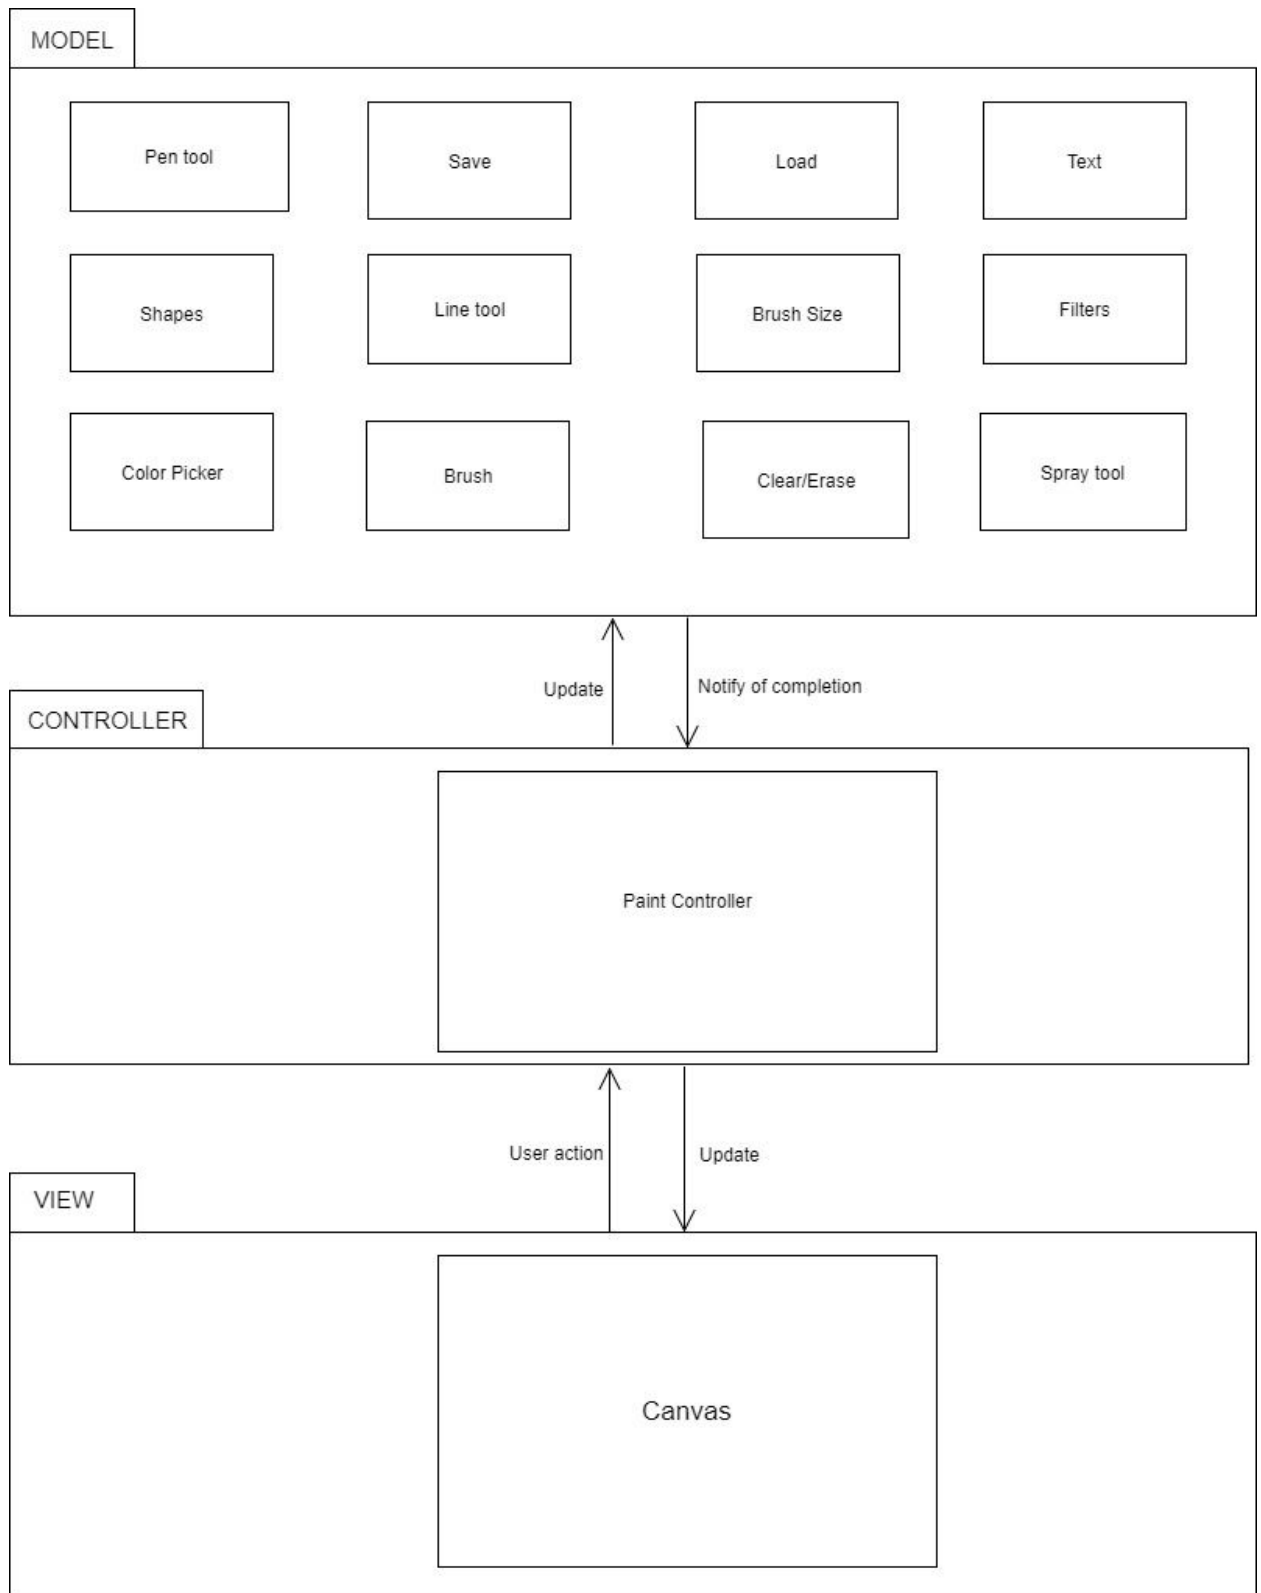 MODEL
Pen tool
Save
Load
Text
Shapes
Line tool
Brush Size
Filters
Color Picker
Brush
Clear/Erase
Spray tool
Update
Notify of completion
CONTROLLER
Paint Controller
User action
Update
VIEW
Canvas